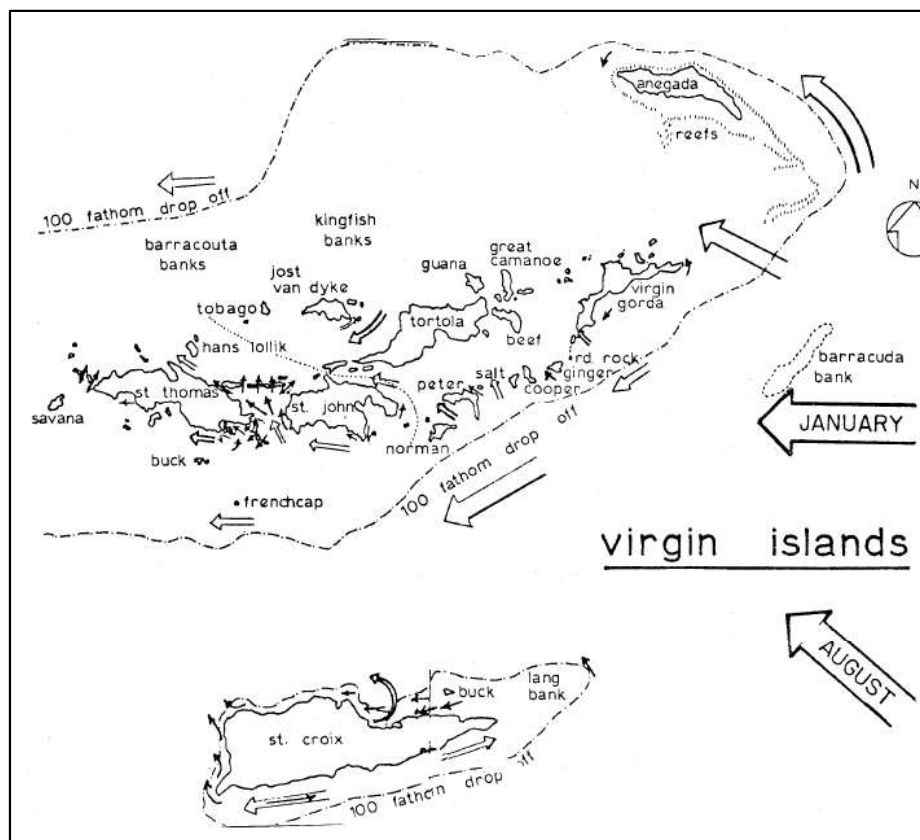 anegada
reefs
N
100 fathom drop off
kingfish
banks
barracouta
banks
great
camanoe
guana
jost
van dyke
virgin
gorda
tobago
tortola
beef
hans lollik
rd. rock
ginger
salt
cooper
peter
barracuda
bank
st. thomas
st. john
savana
norman
JANUARY
buck
100 fathom drop off
frenchcap
virgin islands
AUGUST
buck
lang
bank
st. croix
100 fathom drop off